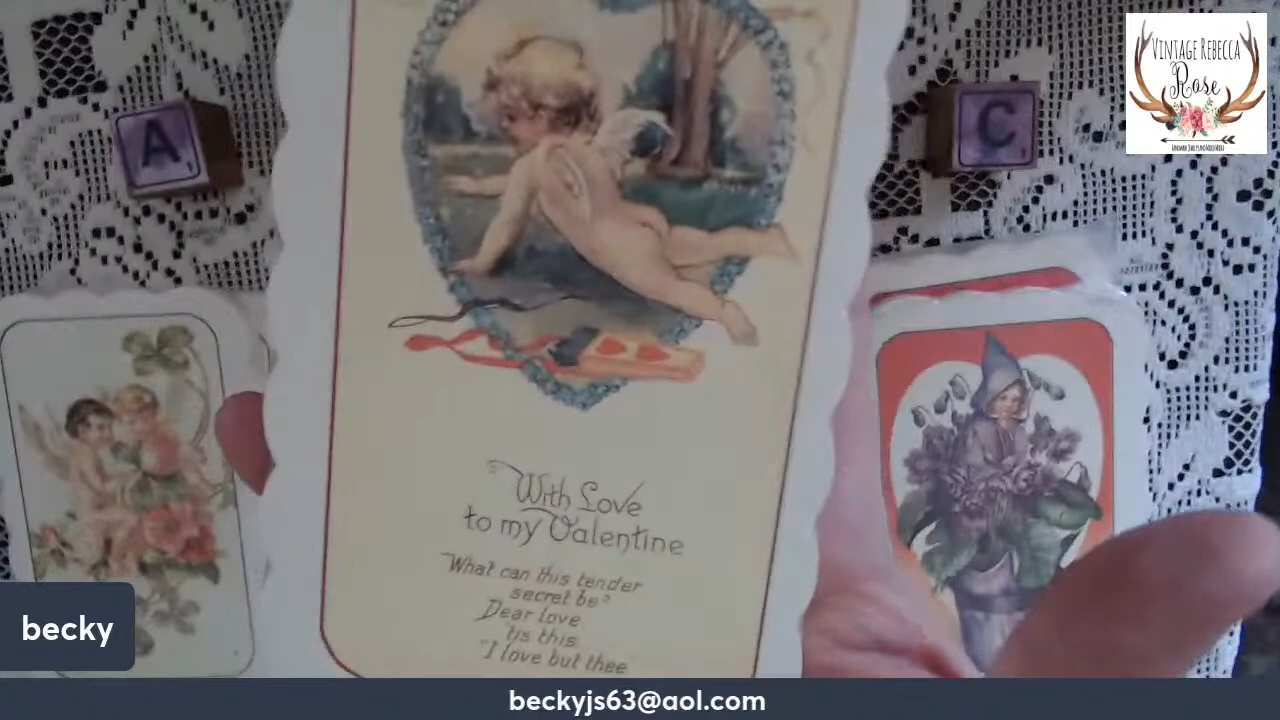 A
C
VINTAGE REBECCA
Rose
With Love
to my Valentine
What can this tender
secret be?
Dear love
tis this
"I love but thee
becky
beckyjs63@aol.com